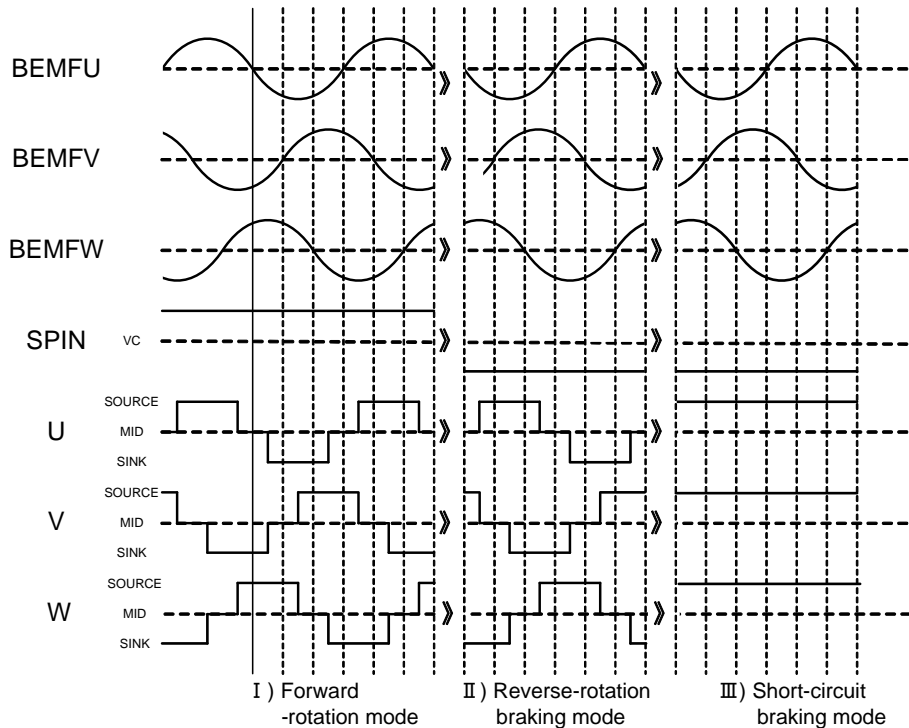 BEMFU
BEMFV
BEMFW
SPIN VC
SOURCE
U MID
SINK
SOURCE
V MID
SINK
SOURCE
W MID
SINK
Ⅰ) Forward
-rotation mode
Ⅱ) Reverse-rotation
braking mode
Ⅲ) Short-circuit
braking mode